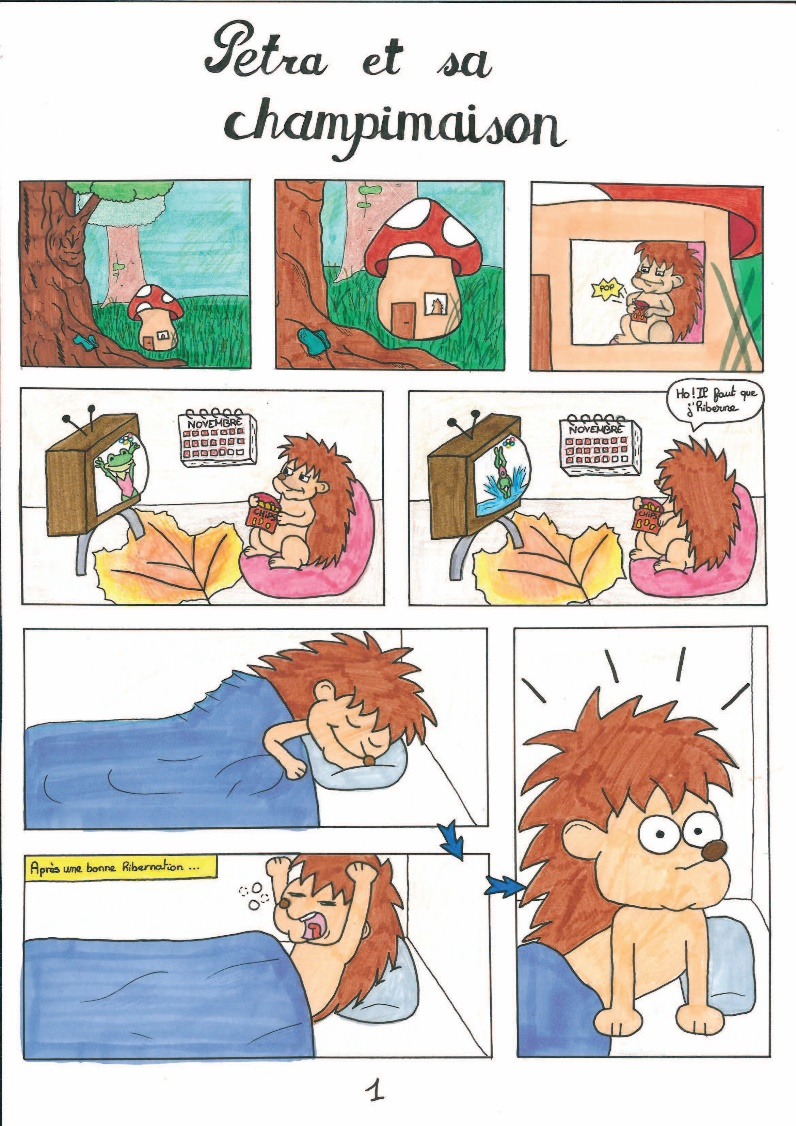 Petra et sa
champimaison
POP
NOVEMBRE
CHIPS
Ho! Il faut que
j'hiberne
NOVEMBRE
CHIPS
Après une bonne hibernation ...
1